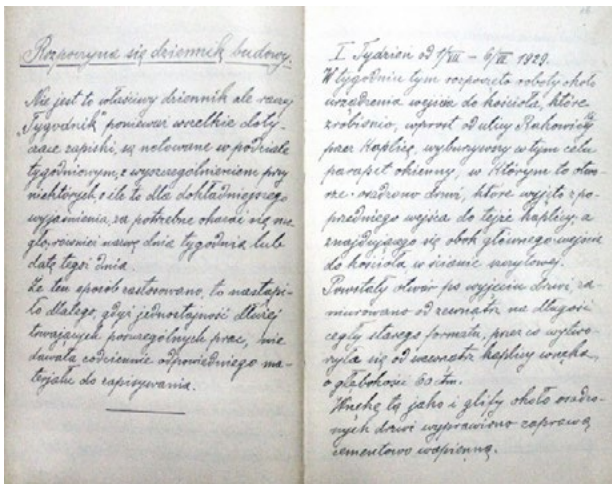 Rozpoczyna się dziennik budowy.
Nie jest to właściwy dziennik ale raczej
„Tygodnik” ponieważ wszelkie doty-
czące zapiski, są notowane w podziale
tygodniowym, z wyszczególnieniem przy
niektórych, o ile to dla dokładniejszego
wyjaśnienia, za potrzebne okazać się mo-
gło, również nazwę dnia tygodnia lub
datę tegoż dnia.
Że ten sposób zastosowano, to nastąpi-
ło dlatego, gdyż jednostajność dłużej
trwających poszczególnych prac, nie
dawała codziennie odpowiedniego ma-
terjału do zapisywania.
I Tydzień od 1/VII – 6/VII 1929.
W tygodniu tym rozpoczęto roboty około
urządzenia wejścia do kościoła, które
zrobiono, wprost od ulicy Rakowickiej
przez kaplicę, wyburzywszy w tym celu
parapet okienny, w którym to otwo-
rze osadzono drzwi, które wyjęto z po-
przedniego wejścia do tejże kaplicy, a
znajdującego się obok głównego wejścia
do kościoła w ścianie szczytowej.
Powstały otwór po wyjęciu drzwi, za-
murowano od zewnątrz na długość
cegły starego formatu, przez co wytwo-
rzyła się od wewnątrz kaplicy wnęka,
o głębokości 60 ctm.
Wnękę tą jako i glify około osadzo-
nych drzwi wyprawiono zaprawą
cementowo wapienną.